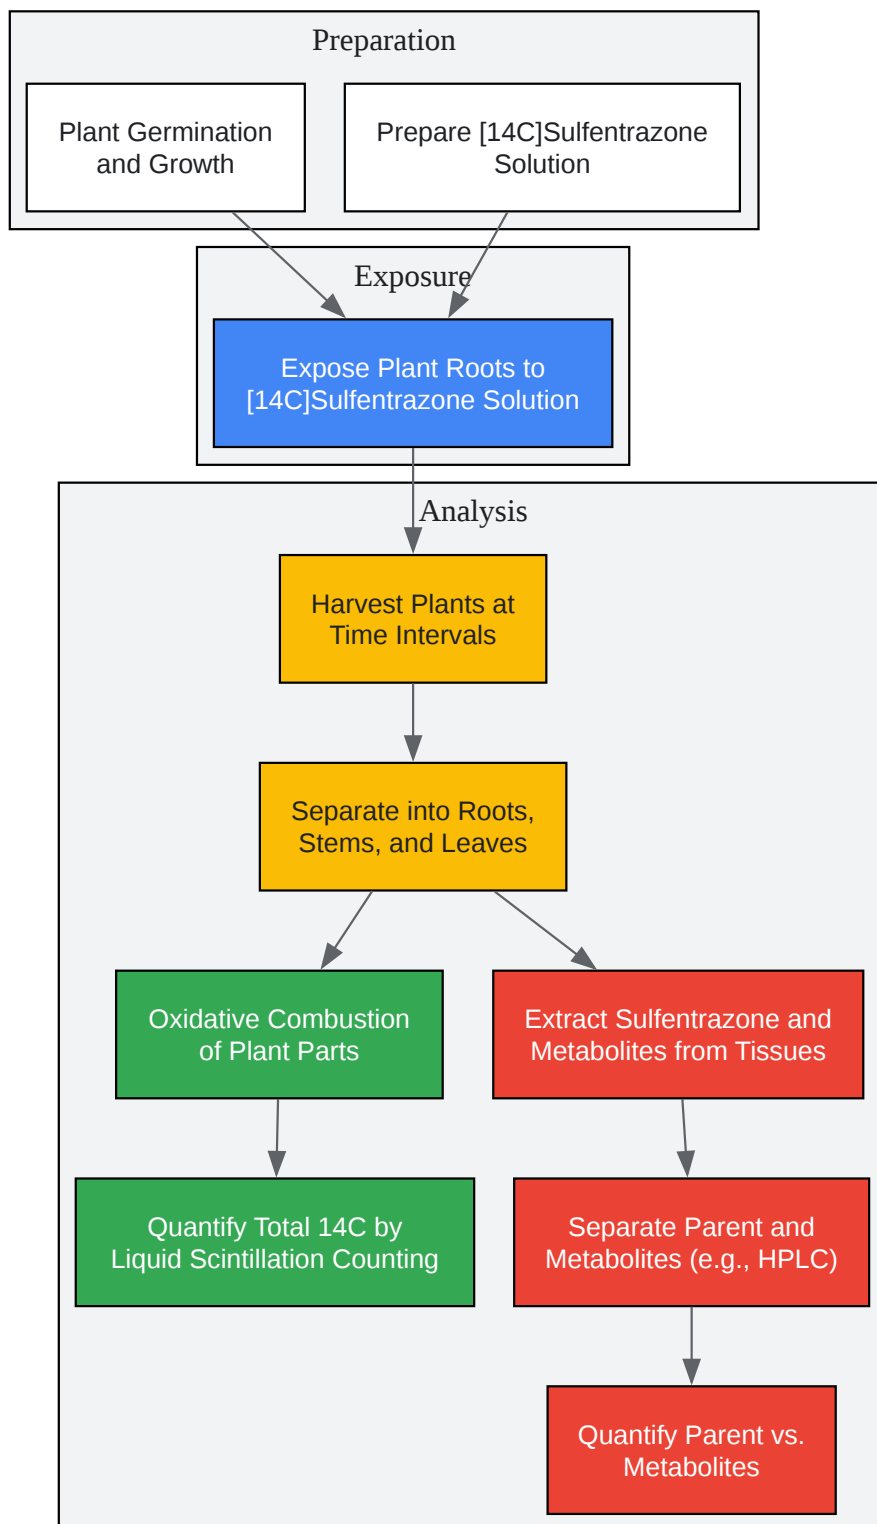 Preparation
Plant Germination
and Growth
Prepare [14C]Sulfentrazone
Solution
Exposure
Expose Plant Roots to
[14C]Sulfentrazone Solution
Analysis
Harvest Plants at
Time Intervals
Separate into Roots,
Stems, and Leaves
Oxidative Combustion
of Plant Parts
Extract Sulfentrazone and
Metabolites from Tissues
Quantify Total 14C by
Liquid Scintillation Counting
Separate Parent and
Metabolites (e.g., HPLC)
Quantify Parent vs.
Metabolites